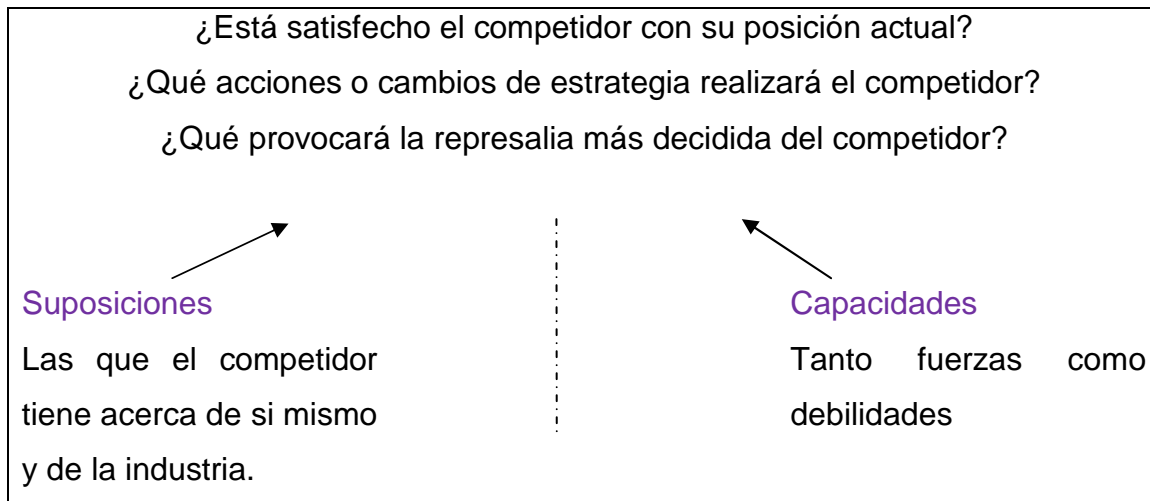 ¿Está satisfecho el competidor con su posición actual?
¿Qué acciones o cambios de estrategia realizará el competidor?
¿Qué provocará la represalia más decidida del competidor?
Suposiciones
Las que el competidor
tiene acerca de si mismo
y de la industria.
Capacidades
Tanto fuerzas como
debilidades